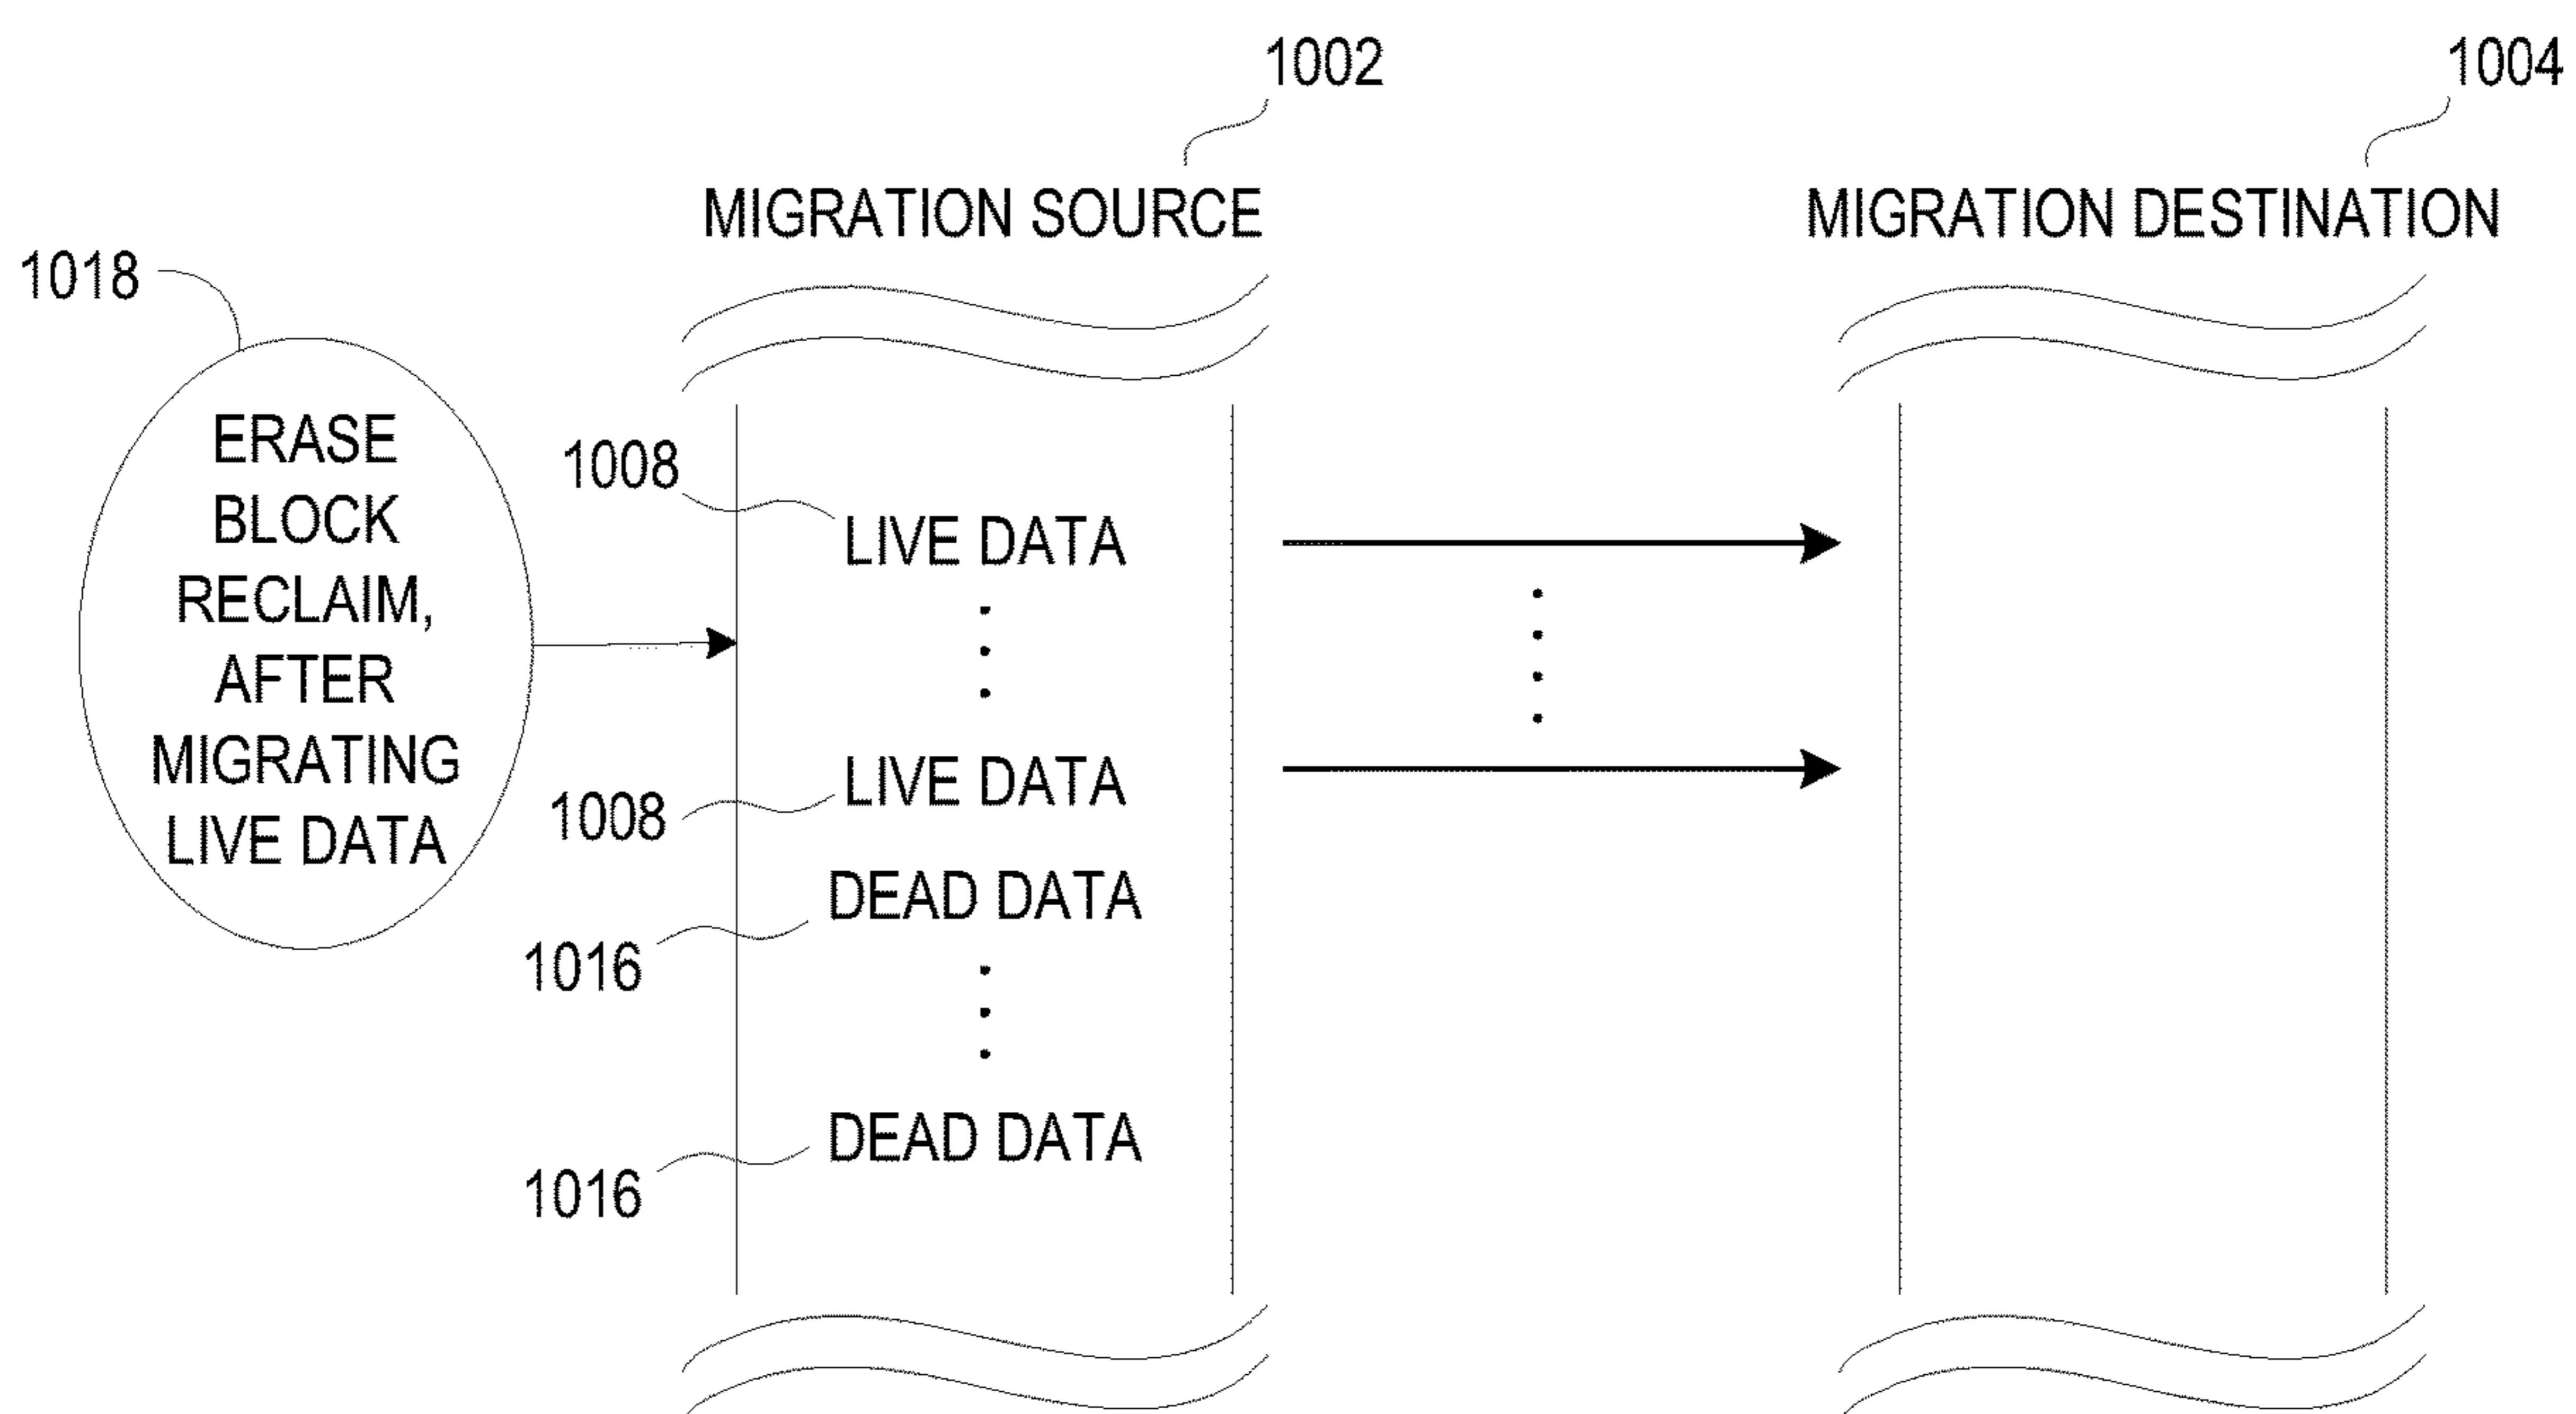 1002
1004
MIGRATION SOURCE
MIGRATION DESTINATION
1018
ERASE
BLOCK
RECLAIM,
AFTER
MIGRATING
LIVE DATA
1008
LIVE DATA
LIVE DATA
1008
DEAD DATA
1016
DEAD DATA
1016